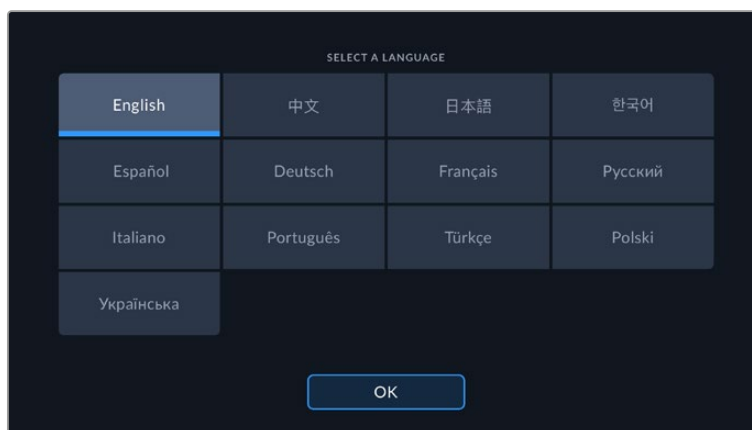 SELECT A LANGUAGE
English 中文 日本語 한국어
Español Deutsch Français Русский
Italiano Português Türkçe Polski
Українська
OK